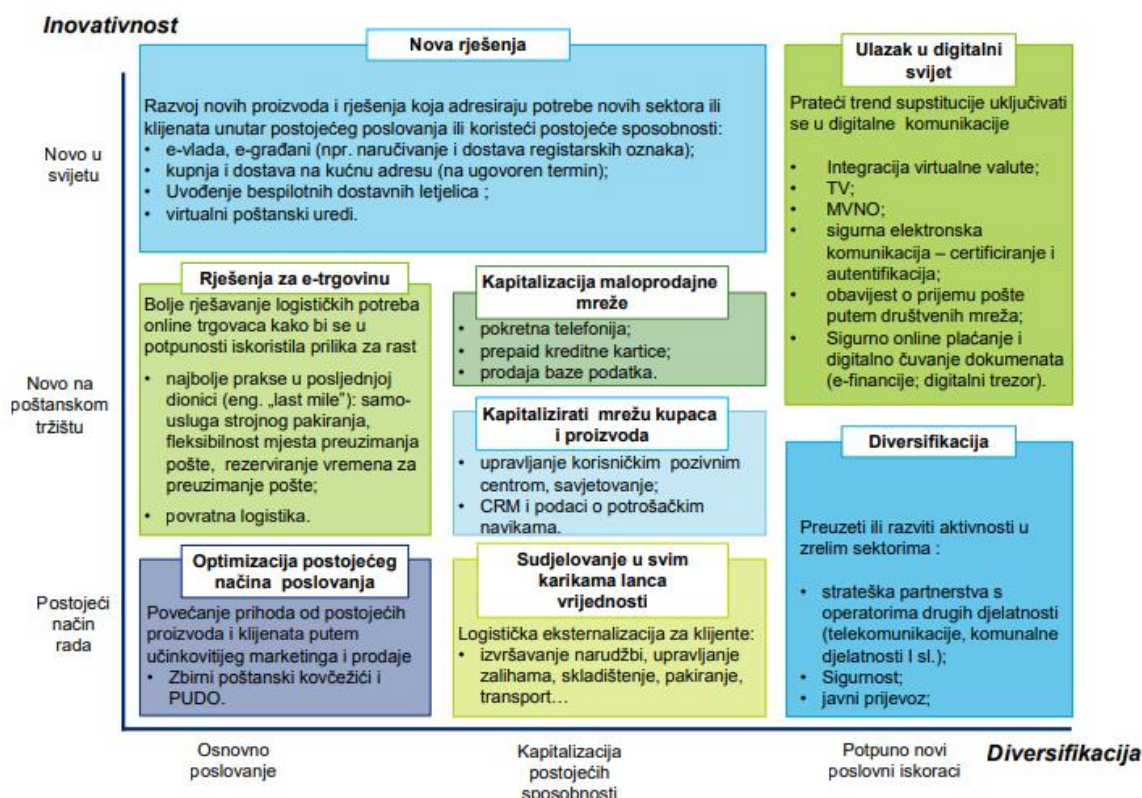 Inovativnost
Nova rješenja
Razvoj novih proizvoda i rješenja koja adresiraju potrebe novih sektora ili
klijenata unutar postojećeg poslovanja ili koristeći postojeće sposobnosti:
• e-vlada, e-građani (npr. naručivanje i dostava registarskih oznaka);
• kupnja i dostava na kućnu adresu (na ugovoren termin);
• Uvođenje bespilotnih dostavnih letjelica ;
• virtualni poštanski uredi.
Ulazak u digitalni
svijet
Prateći trend supstitucije uključivati
se u digitalne komunikacije
• Integracija virtualne valute;
• TV;
• MVNO;
• sigurna elektronska
komunikacija – certificiranje i
autentifikacija;
• obavijest o prijemu pošte
putem društvenih mreža;
• Sigurno online plaćanje i
digitalno čuvanje dokumenata
(e-financije; digitalni trezor).
Novo u
svijetu
Rješenja za e-trgovinu
Bolje rješavanje logističkih potreba
online trgovaca kako bi se u
potpunosti iskoristila prilika za rast
• najbolje prakse u posljednjoj
dionici (eng. „last mile"): samo-
usluga strojnog pakiranja,
fleksibilnost mjesta preuzimanja
pošte, rezerviranje vremena za
preuzimanje pošte;
• povratna logistika.
Kapitalizacija maloprodajne
mreže
• pokretna telefonija;
• prepaid kreditne kartice;
• prodaja baze podatka.
Novo na
poštanskom
tržištu
Kapitalizirati mrežu kupaca
i proizvoda
• upravljanje korisničkim pozivnim
centrom, savjetovanje;
• CRM i podaci o potrošačkim
navikama.
Diversifikacija
Preuzeti ili razviti aktivnosti u
zrelim sektorima :
• strateška partnerstva s
operatorima drugih djelatnosti
(telekomunikacije, komunalne
djelatnosti I sl.);
• Sigurnost;
• javni prijevoz;
Optimizacija postojećeg
načina poslovanja
Povećanje prihoda od postojećih
proizvoda i klijenata putem
učinkovitijeg marketinga i prodaje
• Zbirni poštanski kovčežići i
PUDO.
Sudjelovanje u svim
karikama lanca
vrijednosti
Logistička eksternalizacija za klijente:
• izvršavanje narudžbi, upravljanje
zalihama, skladištenje, pakiranje,
transport…
Postojeći
način
rada
Osnovno
poslovanje
Kapitalizacija
postojećih
sposobnosti
Potpuno novi
poslovni iskoraci
Diversifikacija